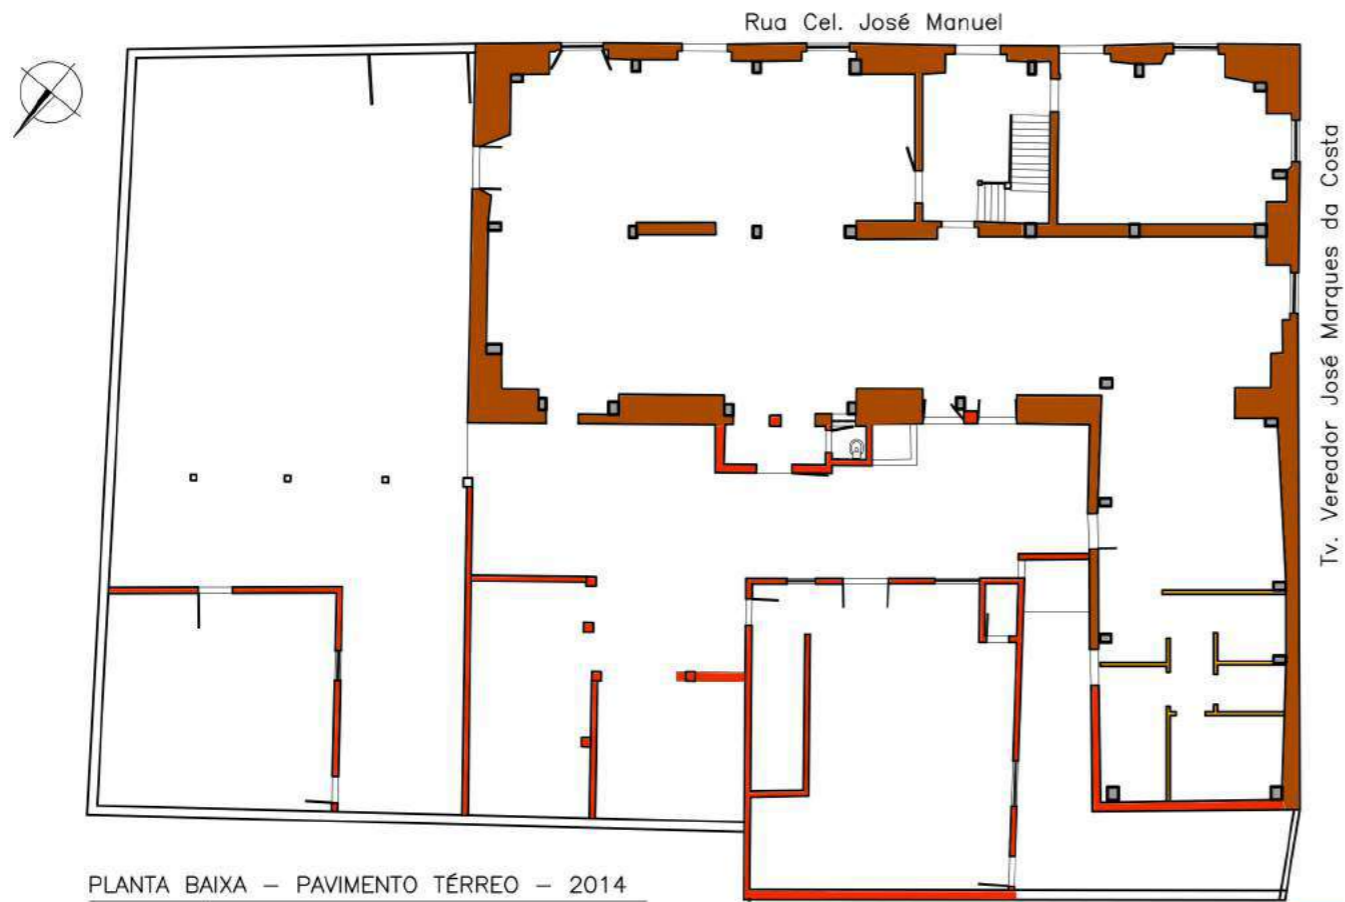 Rua Cel. José Manuel
Tv. Vereador José Marques da Costa
PLANTA BAIXA – PAVIMENTO TÉRREO – 2014